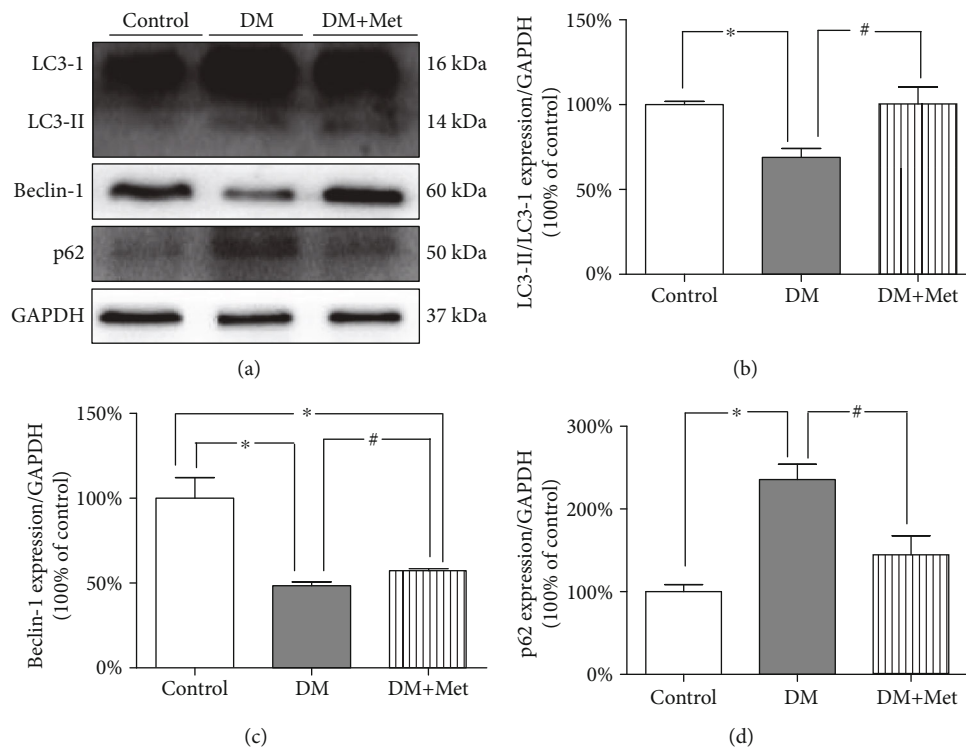 Control DM DM+Met
LC3-1 16 kDa
LC3-II 14 kDa
Beclin-1 60 kDa
p62 50 kDa
GAPDH 37 kDa
(a)
LC3-II/LC3-1 expression/GAPDH
(100% of control)
150%
100%
50%
0%
* #
Control DM DM+Met
(b)
Beclin-1 expression/GAPDH
(100% of control)
150%
100%
50%
0%
*
* #
Control DM DM+Met
(c)
p62 expression/GAPDH
(100% of control)
300%
200%
100%
0%
* #
Control DM DM+Met
(d)